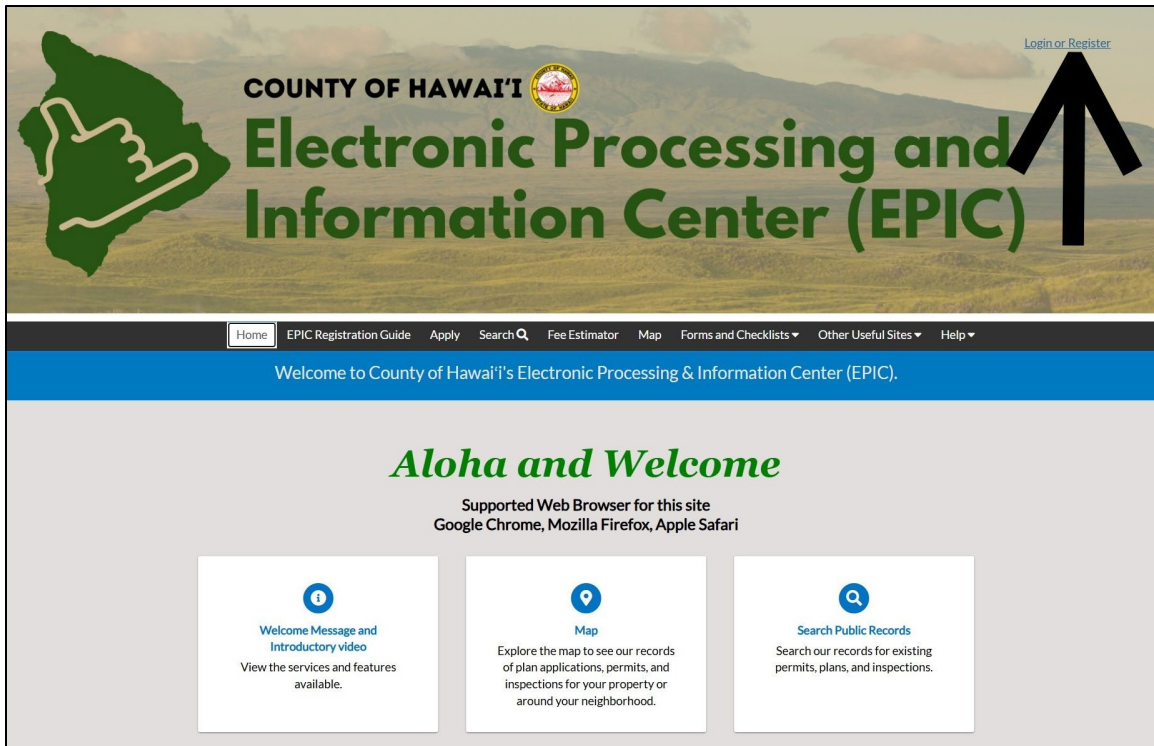 Login or Register
COUNTY OF HAWAI‘I
Electronic Processing and
Information Center (EPIC)
Home EPIC Registration Guide Apply Search Fee Estimator Map Forms and Checklists Other Useful Sites Help
Welcome to County of Hawai‘i's Electronic Processing & Information Center (EPIC).
Aloha and Welcome
Supported Web Browser for this site
Google Chrome, Mozilla Firefox, Apple Safari
Welcome Message and
Introductory video
View the services and features
available.
Map
Explore the map to see our records
of plan applications, permits, and
inspections for your property or
around your neighborhood.
Search Public Records
Search our records for existing
permits, plans, and inspections.